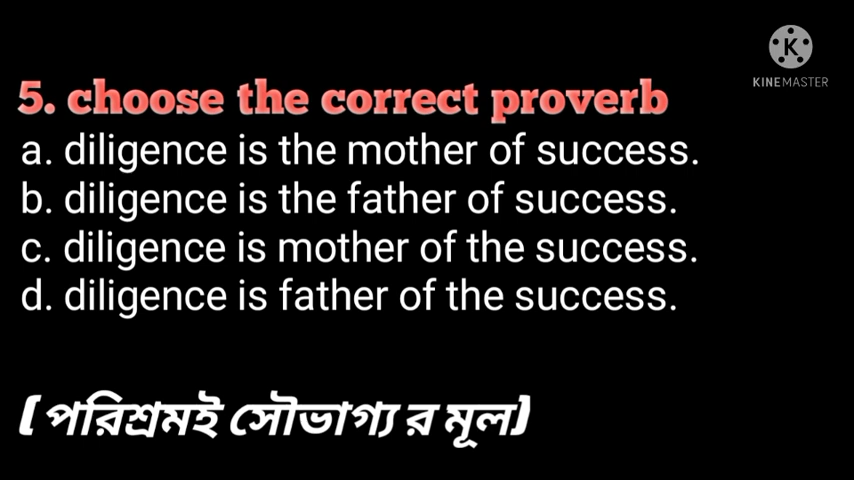 KINEMASTER
5. choose the correct proverb
a. diligence is the mother of success.
b. diligence is the father of success.
c. diligence is mother of the success.
d. diligence is father of the success.
(পরিশ্রমই সৌভাগ্য র মূল)